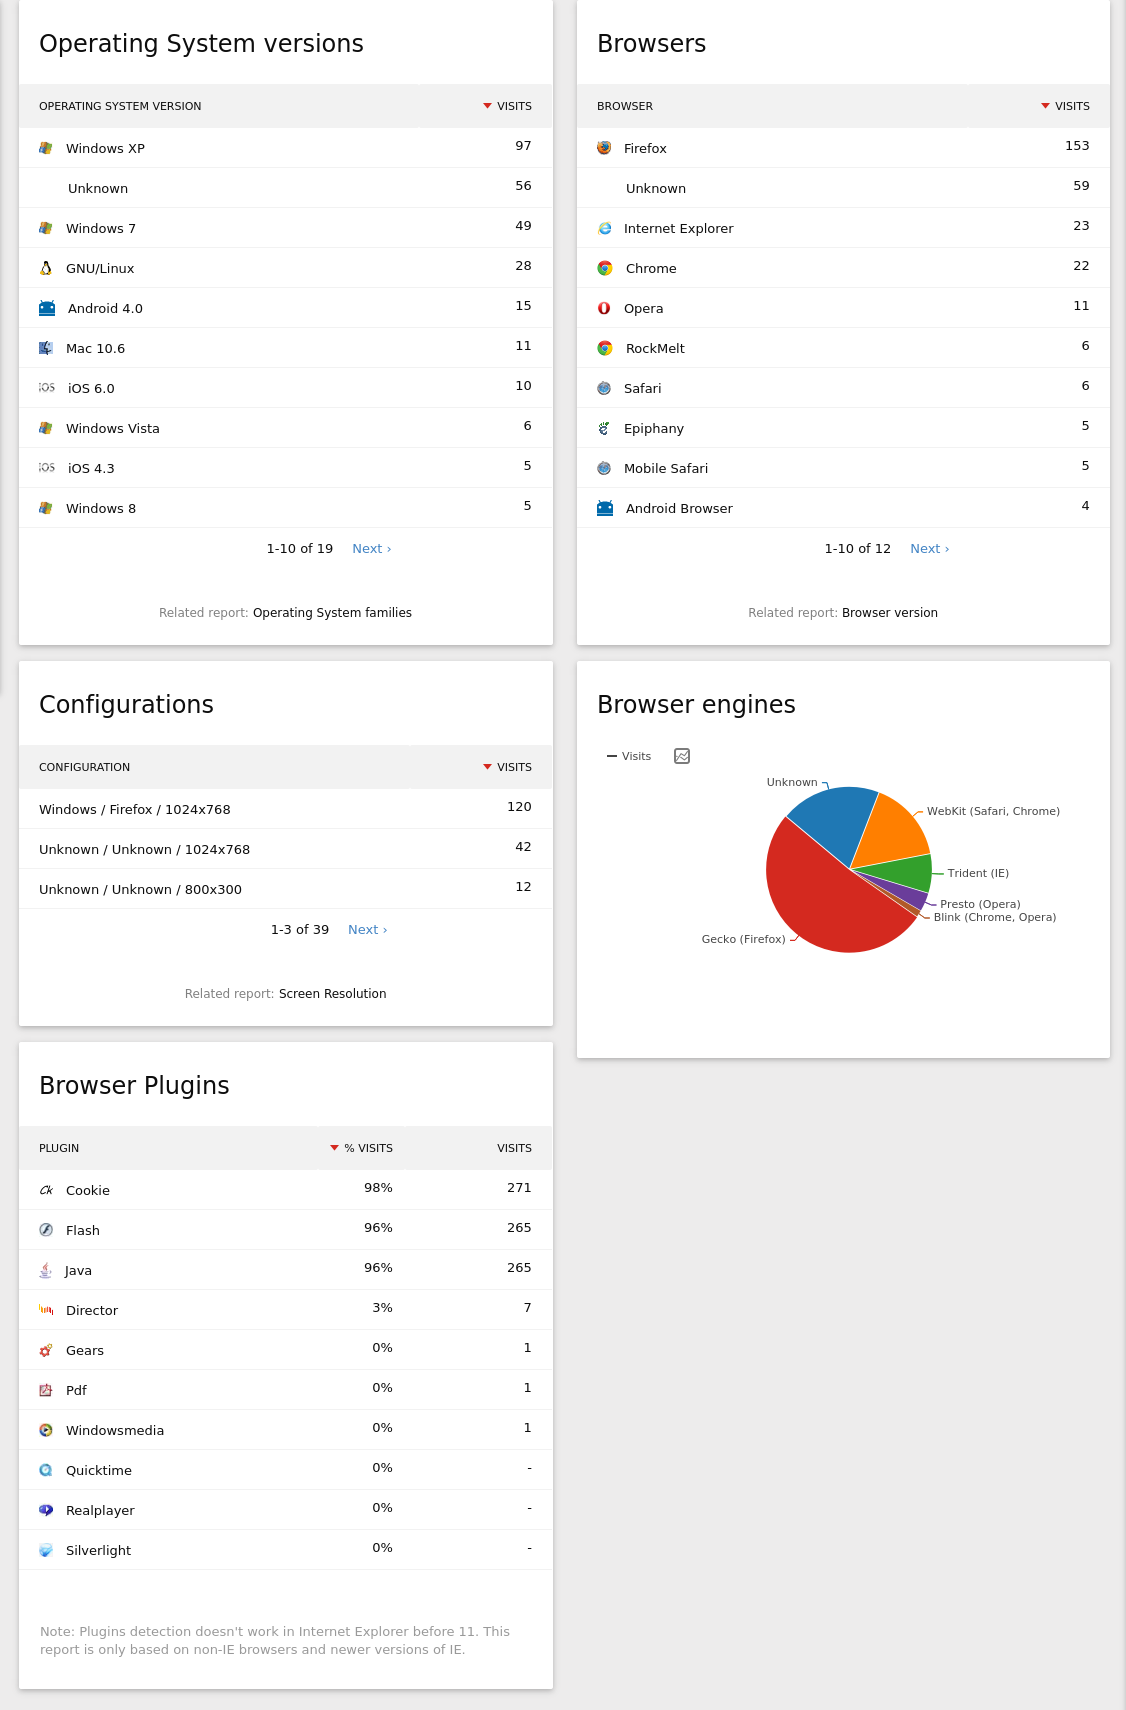 Operating System versions
OPERATING SYSTEM VERSION VISITS
Windows XP 97
Unknown 56
Windows 7 49
GNU/Linux 28
Android 4.0 15
Mac 10.6 11
iOS iOS 6.0 10
Windows Vista 6
iOS iOS 4.3 5
Windows 8 5
1-10 of 19 Next ›
Related report: Operating System families
Browsers
BROWSER VISITS
Firefox 153
Unknown 59
Internet Explorer 23
Chrome 22
Opera 11
RockMelt 6
Safari 6
Epiphany 5
Mobile Safari 5
Android Browser 4
1-10 of 12 Next ›
Related report: Browser version
Configurations
CONFIGURATION VISITS
Windows / Firefox / 1024x768 120
Unknown / Unknown / 1024x768 42
Unknown / Unknown / 800x300 12
1-3 of 39 Next ›
Related report: Screen Resolution
Browser engines
Visits
Unknown
WebKit (Safari, Chrome)
Trident (IE)
Presto (Opera)
Blink (Chrome, Opera)
Gecko (Firefox)
Browser Plugins
PLUGIN % VISITS VISITS
Ck Cookie 98% 271
Flash 96% 265
Java 96% 265
Director 3% 7
Gears 0% 1
Pdf 0% 1
Windowsmedia 0% 1
Quicktime 0% -
Realplayer 0% -
Silverlight 0% -
Note: Plugins detection doesn't work in Internet Explorer before 11. This
report is only based on non-IE browsers and newer versions of IE.